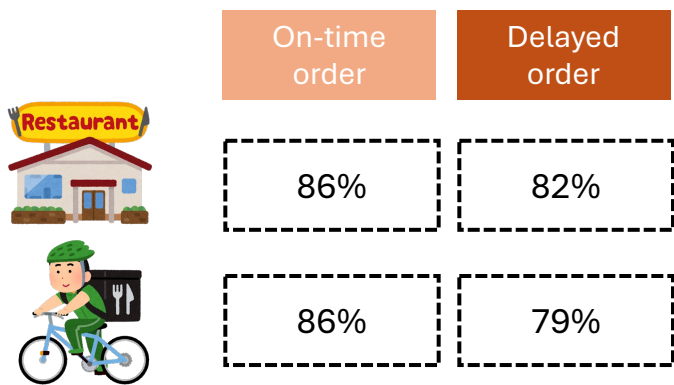 On-time
order
Delayed
order
Restaurant
86%
82%
86%
79%